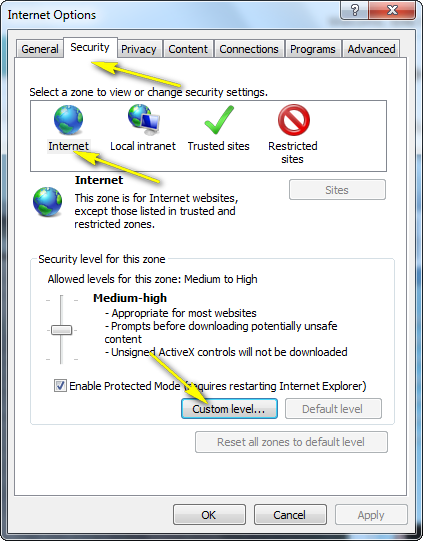 Internet Options
General Security Privacy Content Connections Programs Advanced
Select a zone to view or change security settings.
Internet Local intranet Trusted sites Restricted
sites
Internet
Sites
This zone is for Internet websites,
except those listed in trusted and
restricted zones.
Security level for this zone
Allowed levels for this zone: Medium to High
Medium-high
- Appropriate for most websites
- Prompts before downloading potentially unsafe
content
- Unsigned ActiveX controls will not be downloaded
Enable Protected Mode (requires restarting Internet Explorer)
Custom level... Default level
Reset all zones to default level
OK Cancel Apply